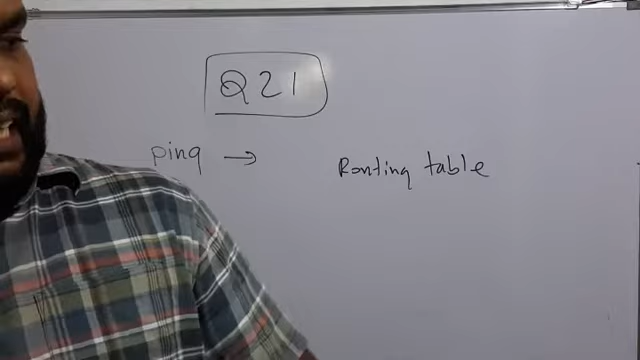 Q21
ping → Routing table